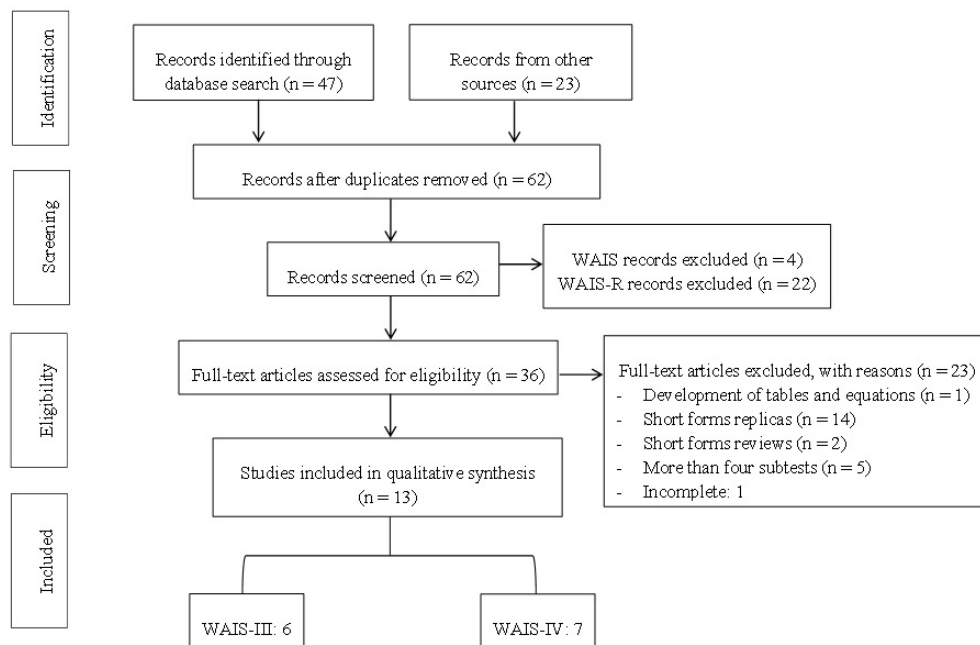 Identification
Records identified through
database search (n = 47)
Records from other
sources (n = 23)
Records after duplicates removed (n = 62)
Screening
Records screened (n = 62)
WAIS records excluded (n = 4)
WAIS-R records excluded (n = 22)
Eligibility
Full-text articles assessed for eligibility (n = 36)
Full-text articles excluded, with reasons (n = 23)
- Development of tables and equations (n = 1)
- Short forms replicas (n = 14)
- Short forms reviews (n = 2)
- More than four subtests (n = 5)
- Incomplete: 1
Studies included in qualitative synthesis
(n = 13)
Included
WAIS-III: 6
WAIS-IV: 7